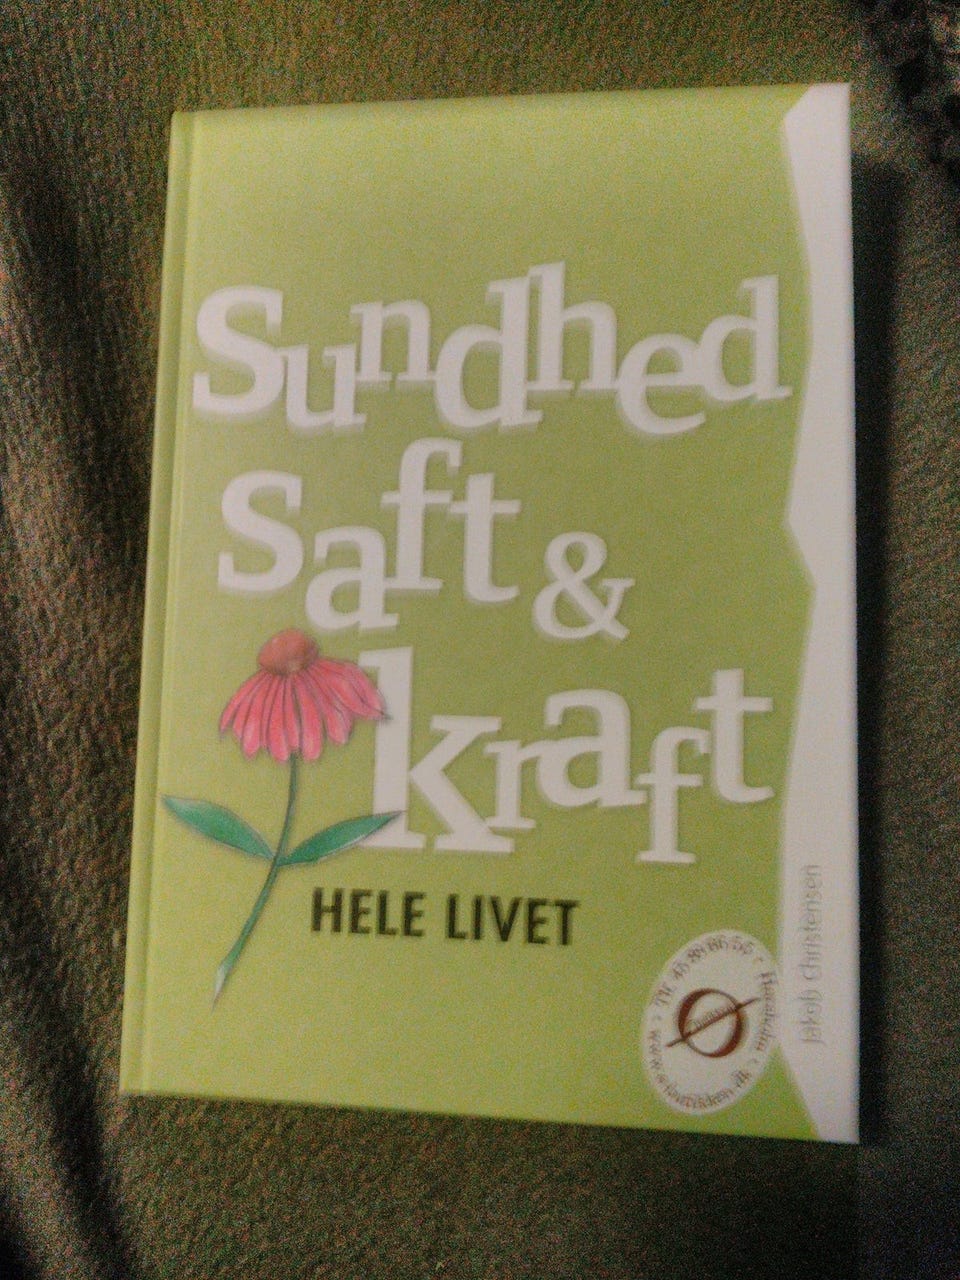 Sundhed
Saft &
kraft
HELE LIVET
Jakob Christensen
Ø